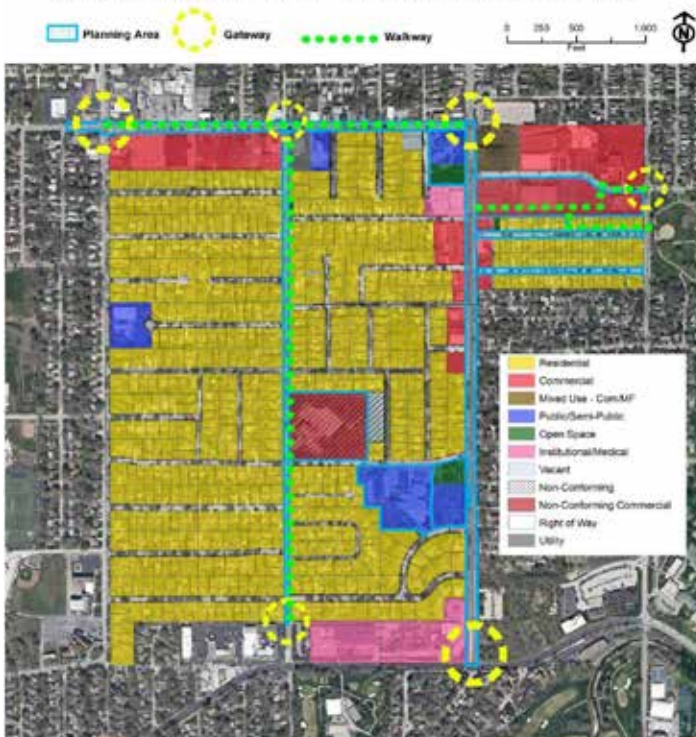 Planning Area
Gateway
Walkway
0 250 500 1,000
Feet
N
Residential
Commercial
Mixed Use - Com/MF
Public/Semi-Public
Open Space
Institutional/Medical
Vacant
Non-Conforming
Non-Conforming Commercial
Right of Way
Utility